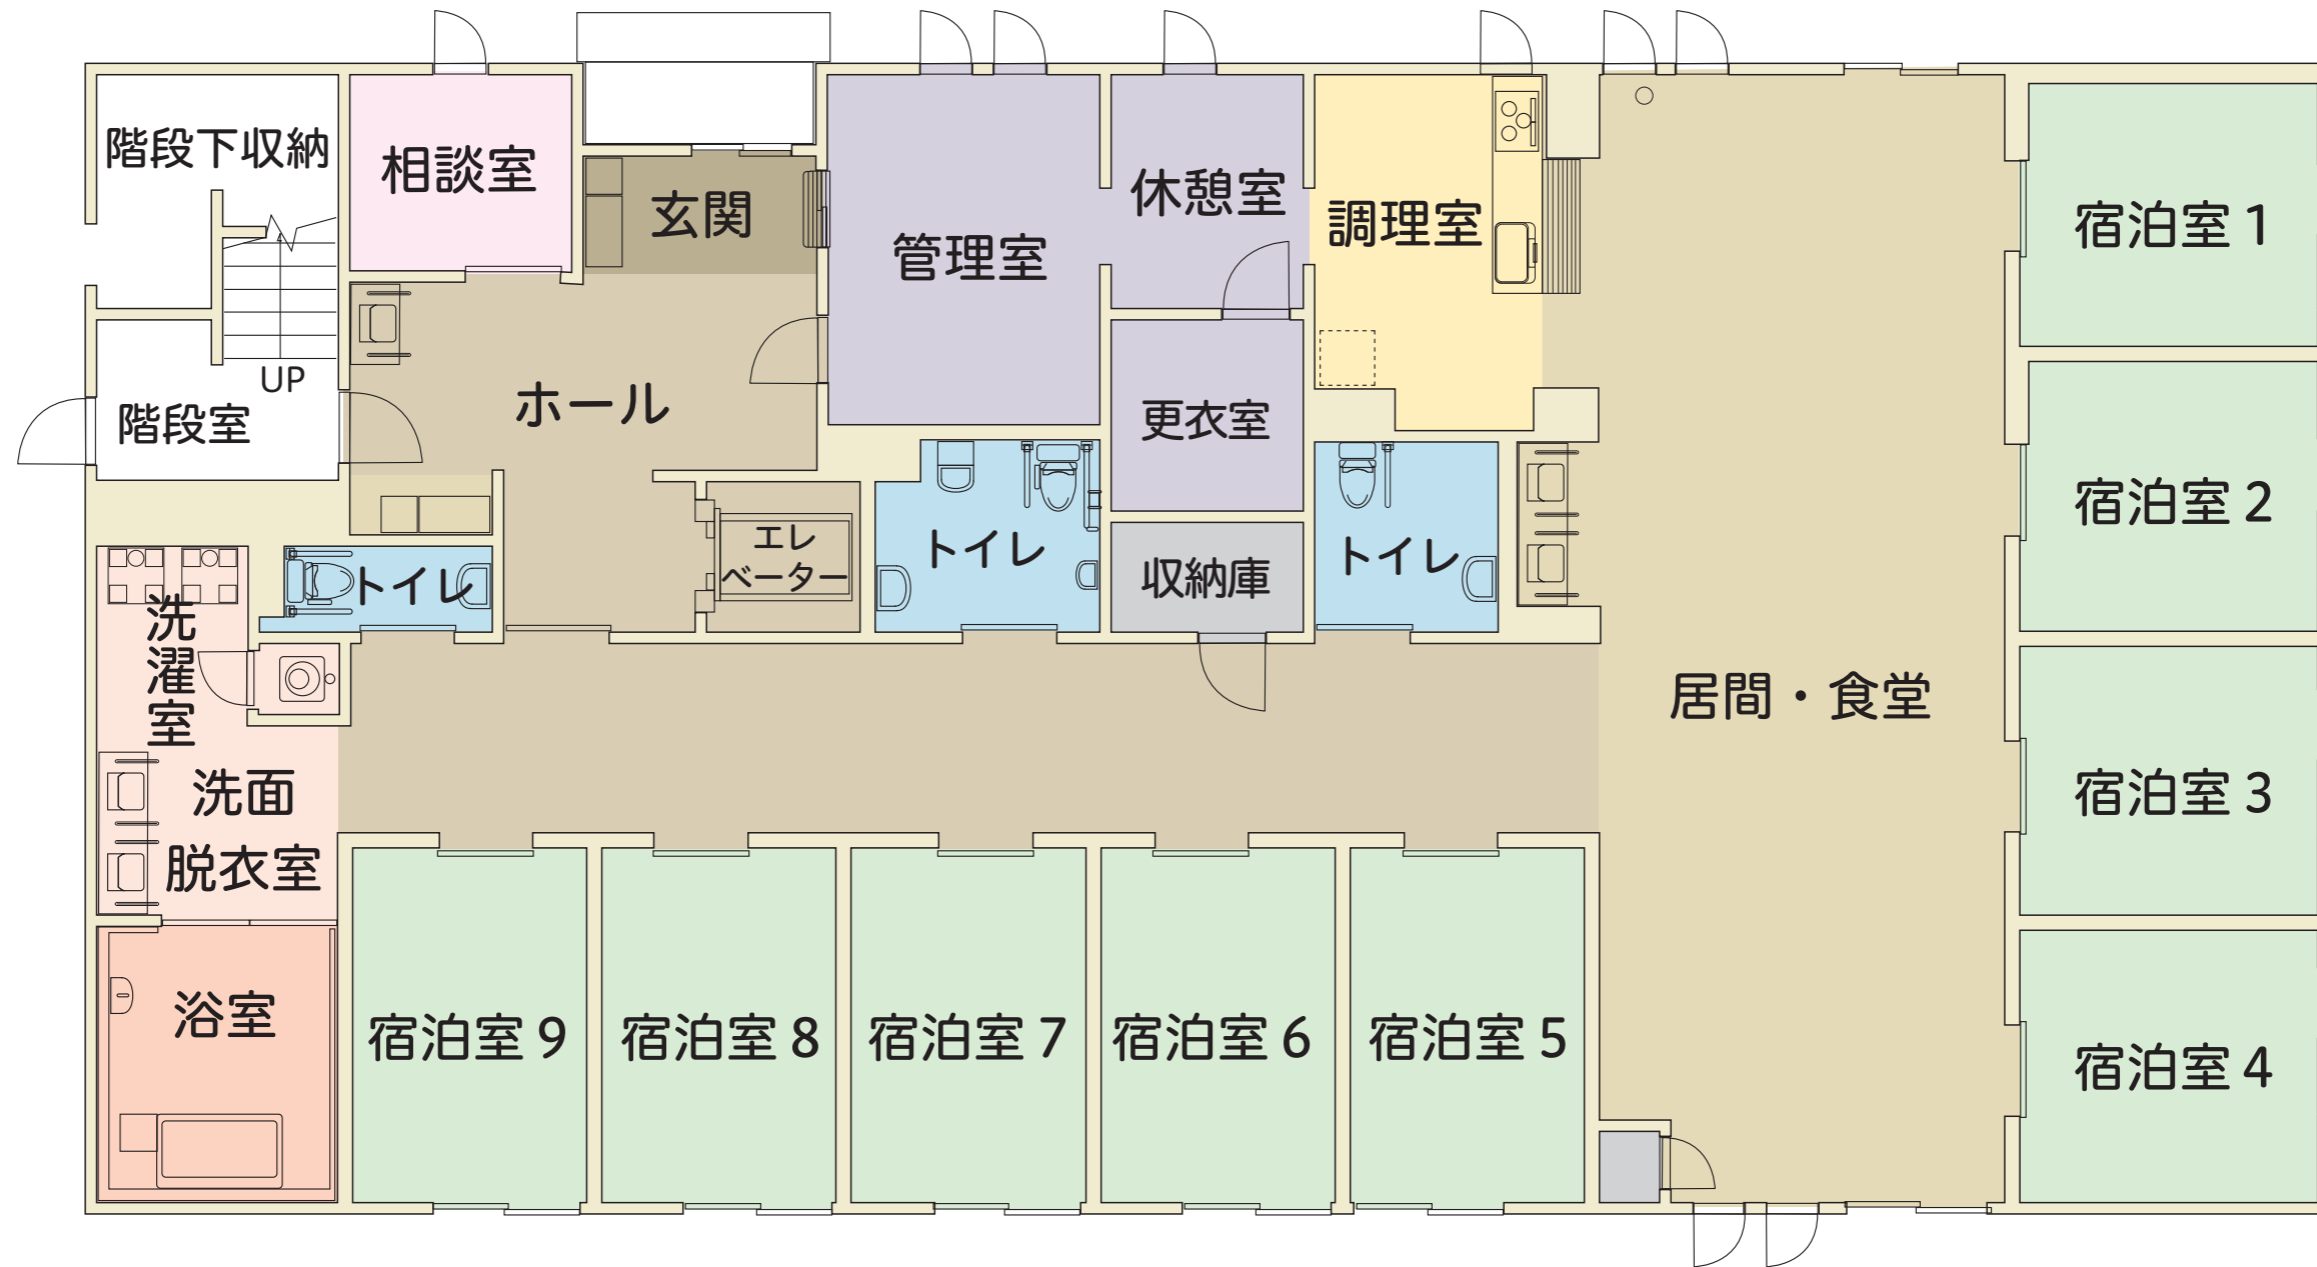 階段下収納
相談室
玄関
管理室
休憩室
調理室
宿泊室 1
UP
階段室
ホール
更衣室
宿泊室 2
エレ
ベーター
トイレ
トイレ
収納庫
トイレ
洗濯室
洗面
脱衣室
居間・食堂
宿泊室 3
浴室
宿泊室 9
宿泊室 8
宿泊室 7
宿泊室 6
宿泊室 5
宿泊室 4